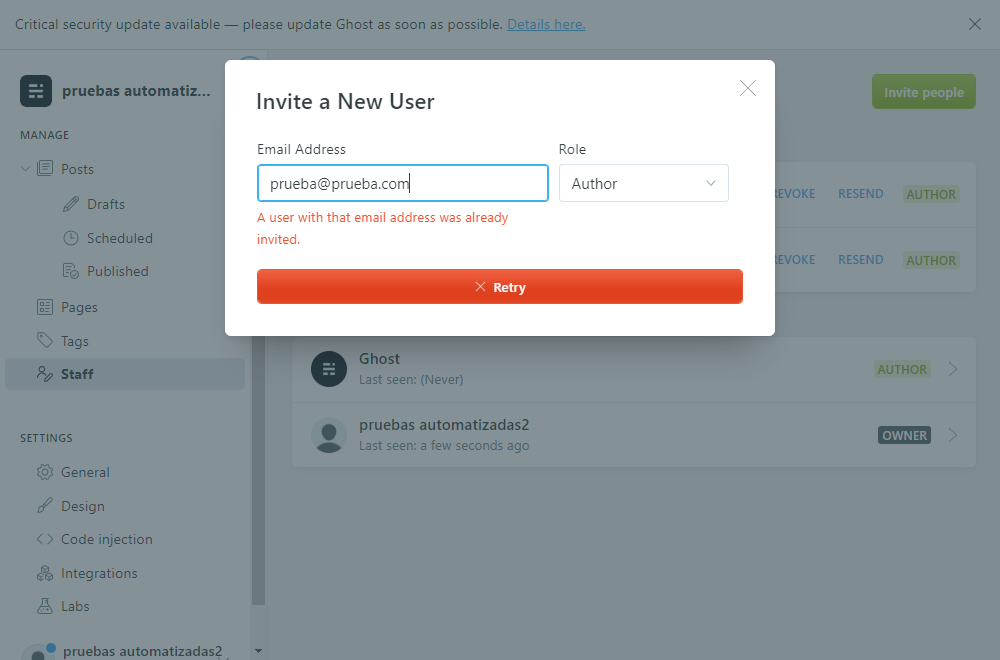 Critical security update available — please update Ghost as soon as possible. Details here.
pruebas automatiz...
Invite people
MANAGE
Posts
Drafts
Scheduled
Published
Pages
Tags
Staff
SETTINGS
General
Design
Code injection
Integrations
Labs
pruebas automatizadas2
Invite a New User
Email Address
Role
prueba@prueba.com
Author
A user with that email address was already
invited.
Retry
RESEND
AUTHOR
RESEND
AUTHOR
Ghost
Last seen: (Never)
AUTHOR
pruebas automatizadas2
Last seen: a few seconds ago
OWNER